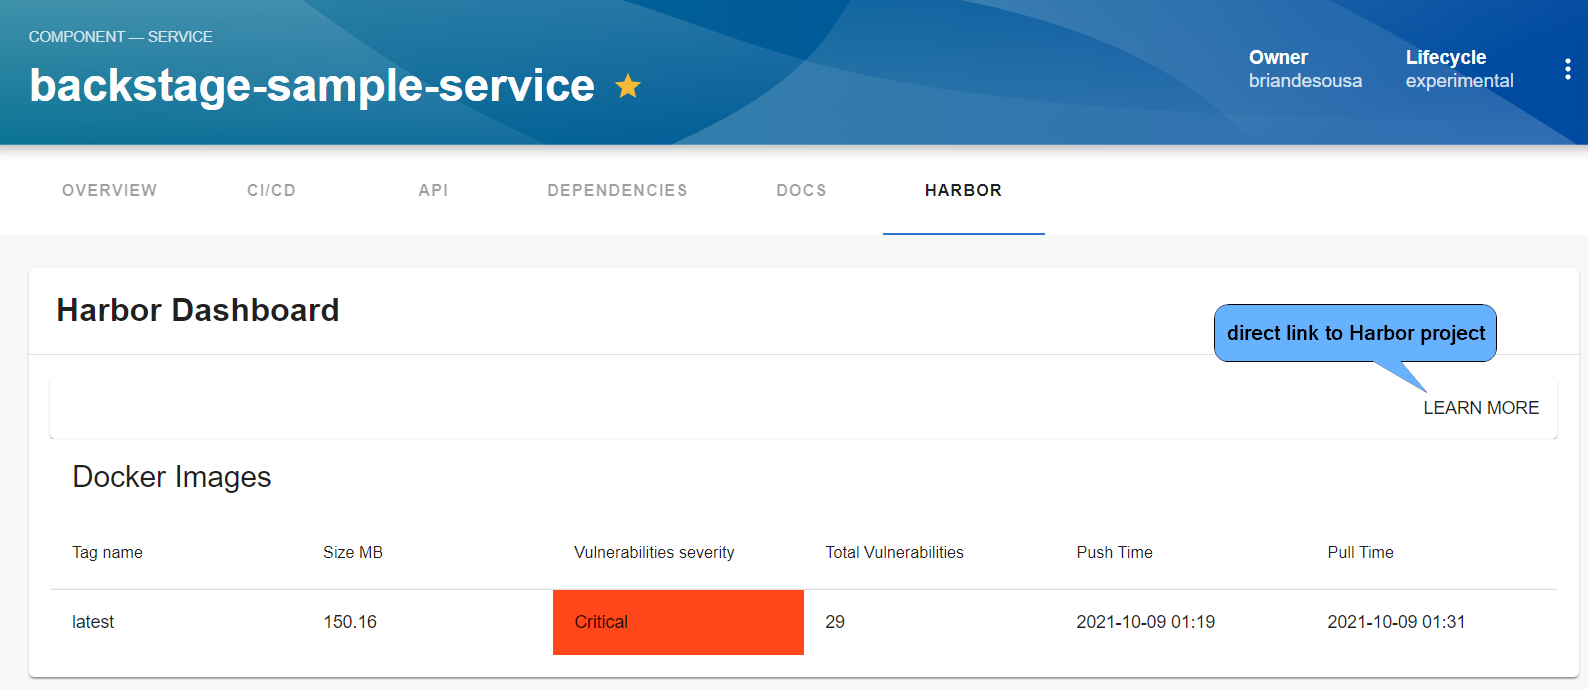 COMPONENT — SERVICE
backstage-sample-service
Owner
briandesousa
Lifecycle
experimental
OVERVIEW CI/CD API DEPENDENCIES DOCS HARBOR
Harbor Dashboard
direct link to Harbor project
LEARN MORE
Docker Images
Tag name Size MB Vulnerabilities severity Total Vulnerabilities Push Time Pull Time
latest 150.16 Critical 29 2021-10-09 01:19 2021-10-09 01:31